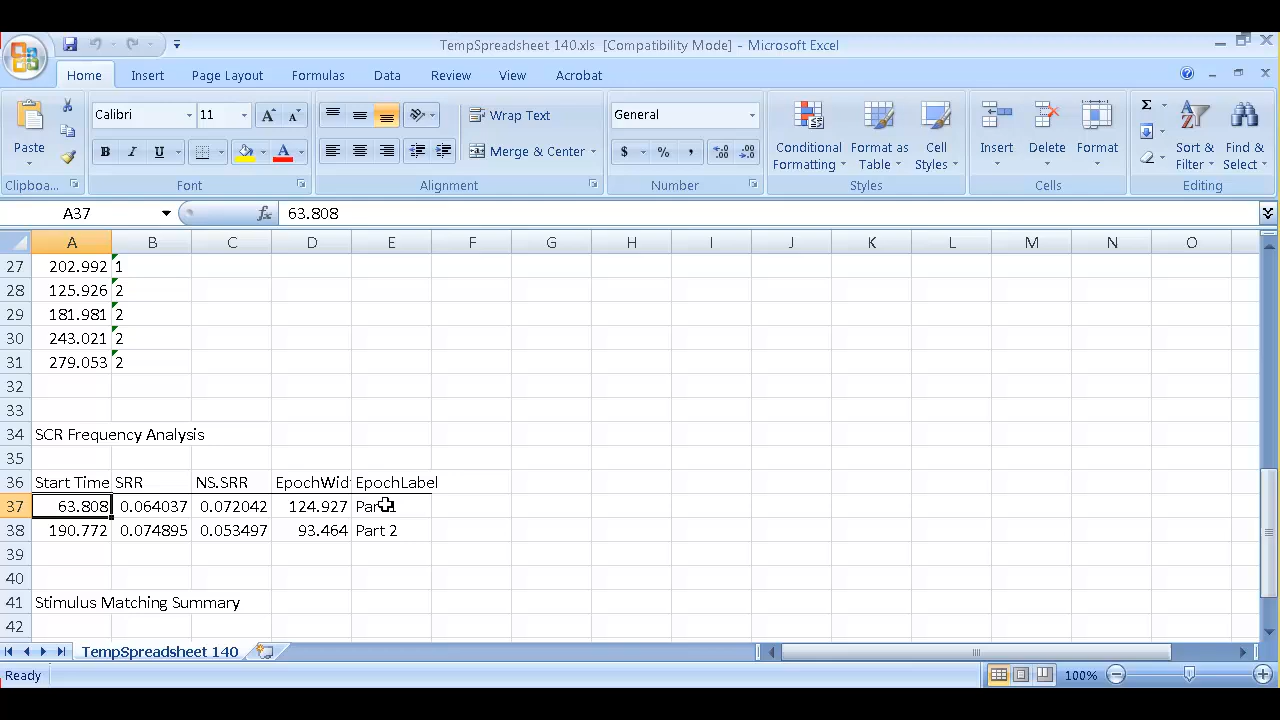 TempSpreadsheet 140.xls [Compatibility Mode] - Microsoft Excel
Home Insert Page Layout Formulas Data Review View Acrobat
Calibri 11 Wrap Text General
Paste Conditional Formatting Format as Table Cell Styles Insert Delete Format Sort & Filter Find & Select
B I U Merge & Center $ % ,
Clipboa... Font Alignment Number Styles Cells Editing
A37 fx 63.808
A B C D E F G H I J K L M N O
27 202.992 1
28 125.926 2
29 181.981 2
30 243.021 2
31 279.053 2
32
33
34 SCR Frequency Analysis
35
36 Start Time SRR NS.SRR EpochWid EpochLabel
37 63.808 0.064037 0.072042 124.927 Part 1
38 190.772 0.074895 0.053497 93.464 Part 2
39
40
41 Stimulus Matching Summary
42
TempSpreadsheet 140
Ready 100%